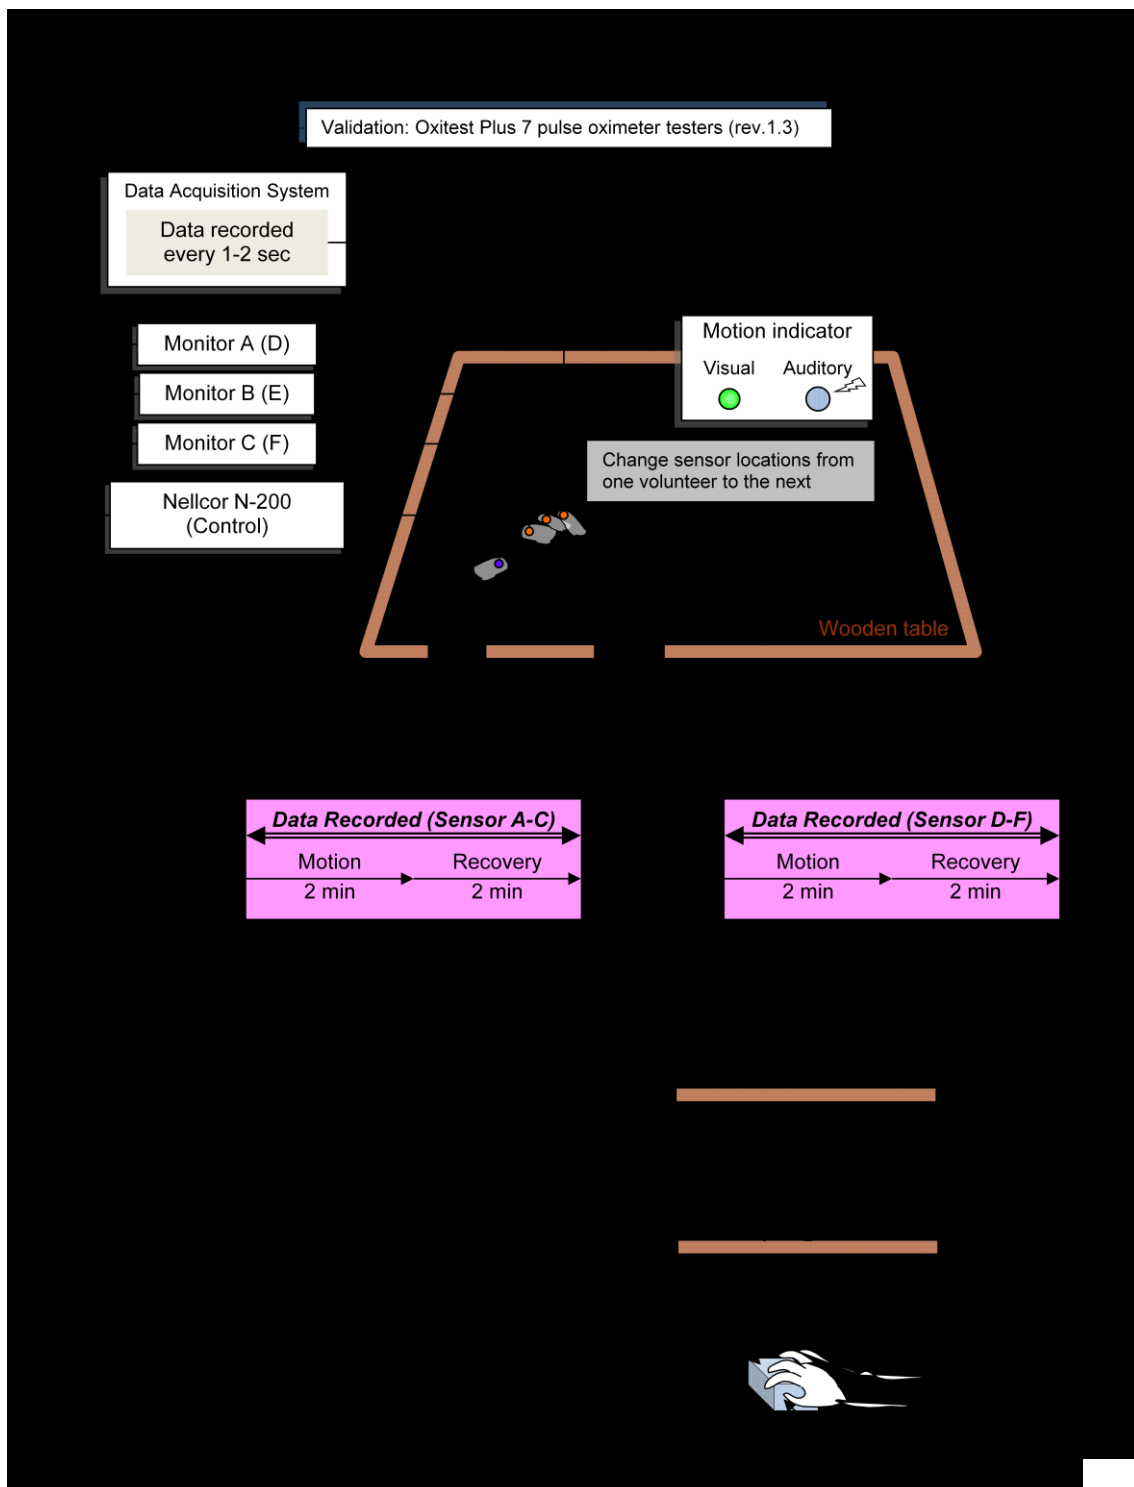 Validation: Oxitest Plus 7 pulse oximeter testers (rev.1.3)
Data Acquisition System
Data recorded
every 1-2 sec
Monitor A (D)
Monitor B (E)
Monitor C (F)
Nellcor N-200
(Control)
Motion indicator
Visual Auditory
Change sensor locations from
one volunteer to the next
Wooden table
Data Recorded (Sensor A-C)
Motion Recovery
2 min 2 min
Data Recorded (Sensor D-F)
Motion Recovery
2 min 2 min